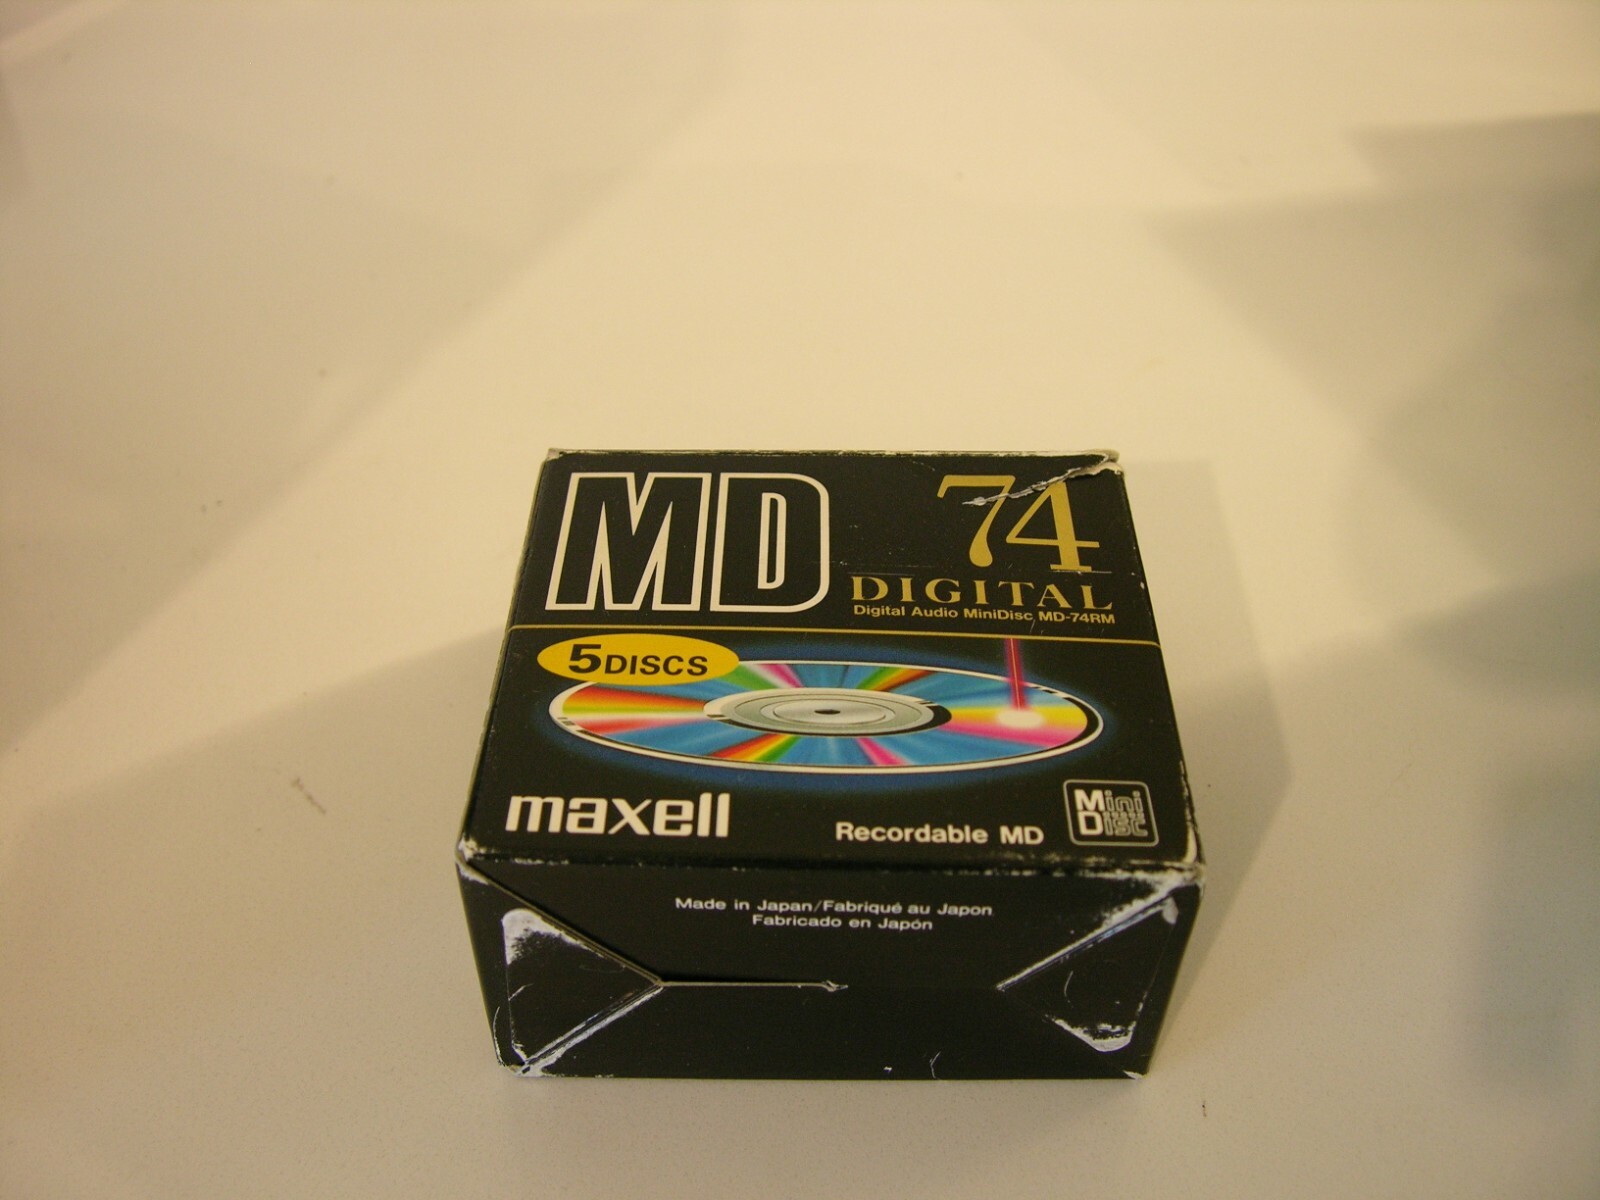 MD
74
DIGITAL
Digital Audio MiniDisc MD-74RM
5DISCS
maxell
Recordable MD
Mini
Disc
Made in Japan/Fabriqué au Japon
Fabricado en Japón